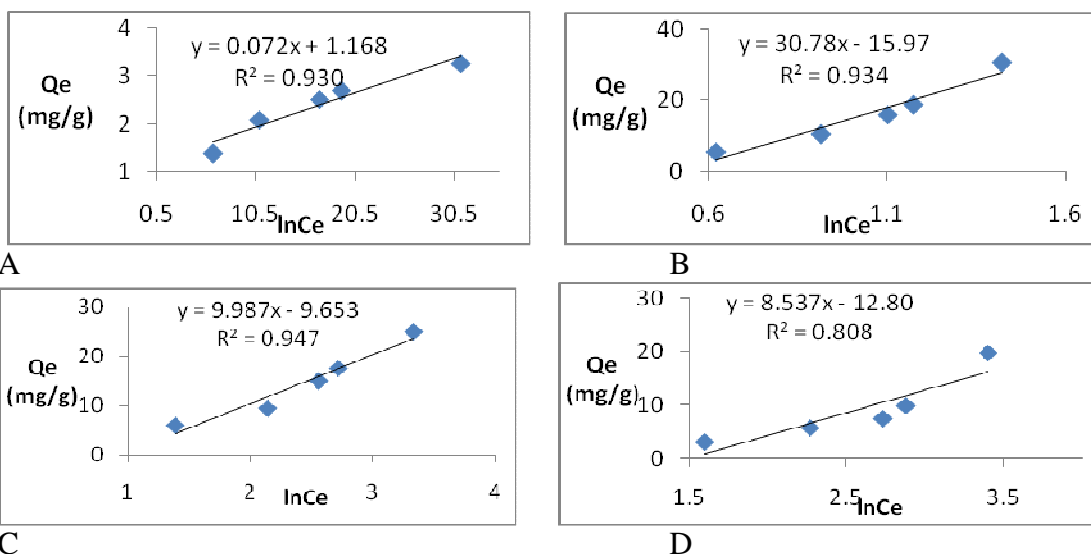 4
3
2
1
Qe
(mg/g)
y = 0.072x + 1.168
R² = 0.930
0.5
10.5
20.5
30.5
lnCe
A
40
20
0
Qe
(mg/g)
y = 30.78x - 15.97
R² = 0.934
0.6
1.1
1.6
lnCe
B
30
20
10
0
Qe
(mg/g)
y = 9.987x - 9.653
R² = 0.947
1
2
3
4
lnCe
C
30
20
10
0
Qe
(mg/g)
y = 8.537x - 12.80
R² = 0.808
1.5
2.5
3.5
lnCe
D